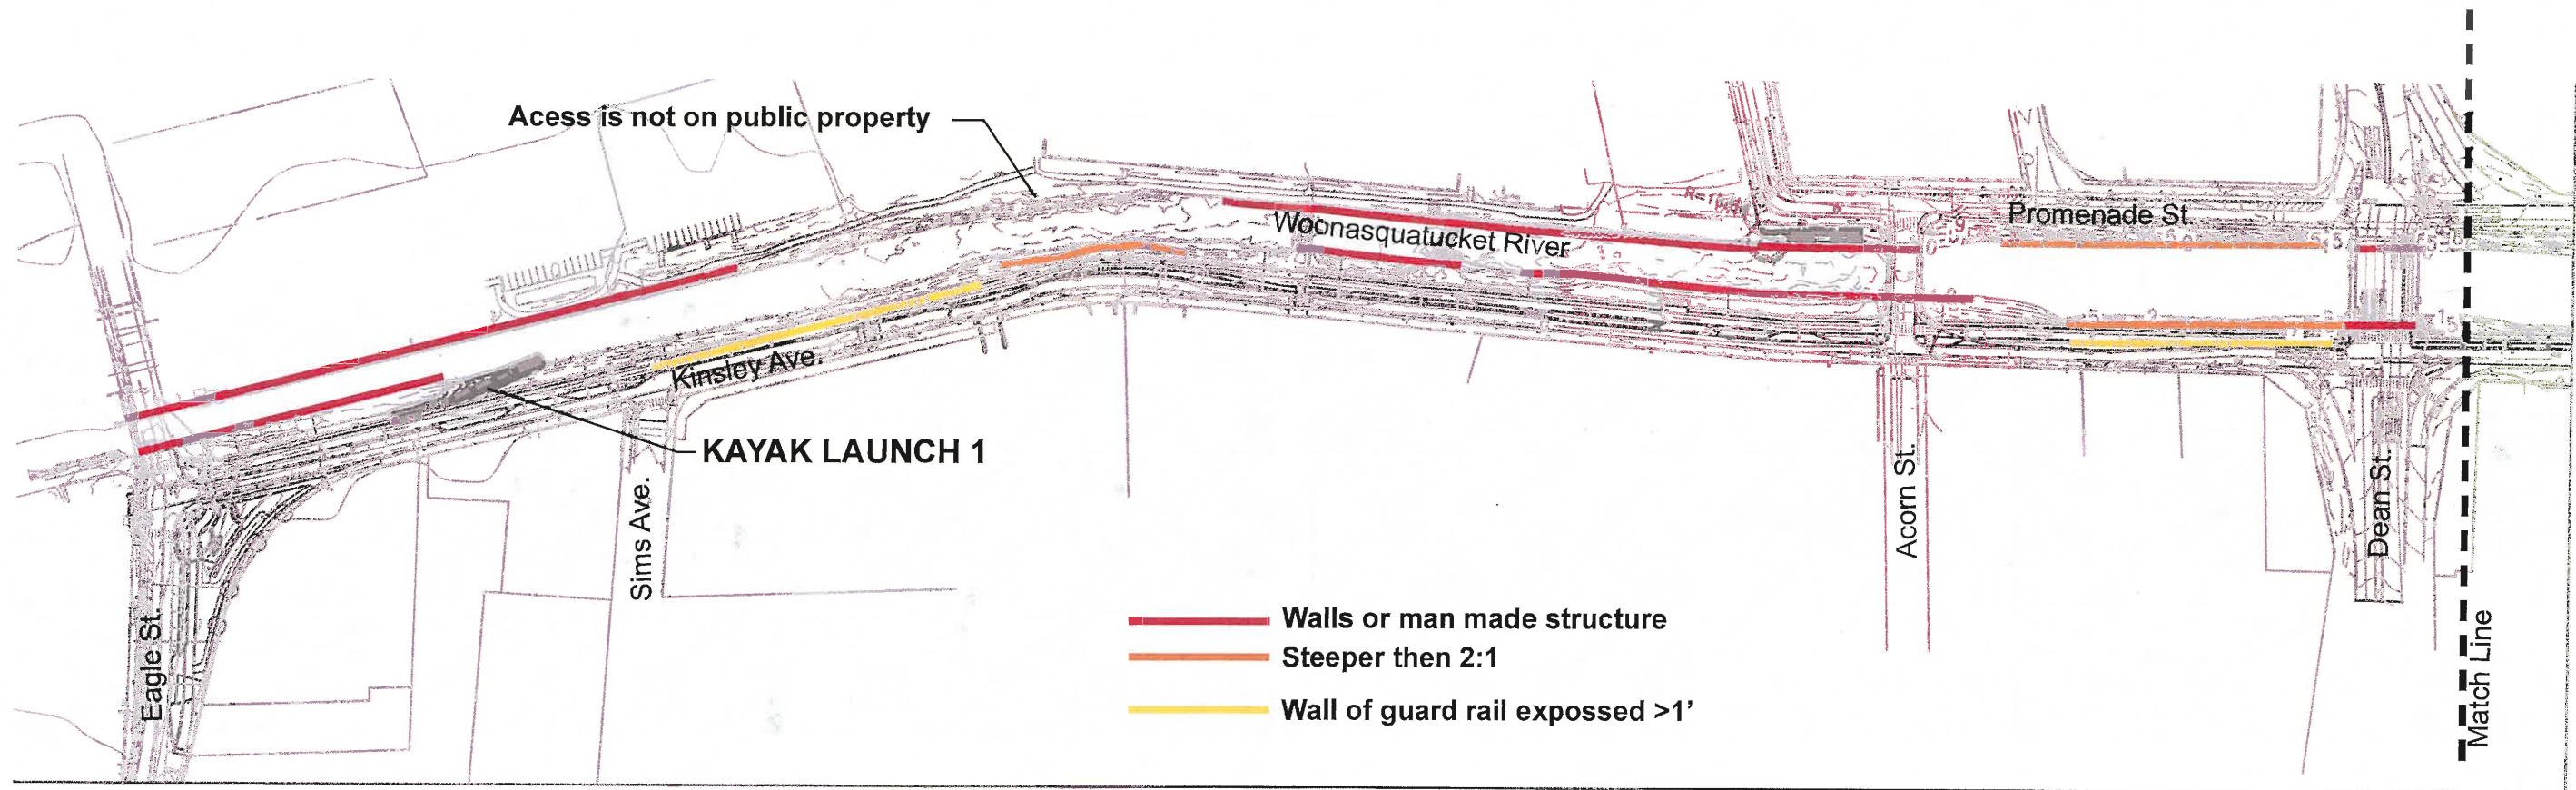 Acess is not on public property
Promenade St.
Woonasquatucket River
Kinsley Ave.
KAYAK LAUNCH 1
Sims Ave.
Acorn St.
Dean St.
Eagle St.
Match Line
Walls or man made structure
Steeper then 2:1
Wall of guard rail expossed >1'